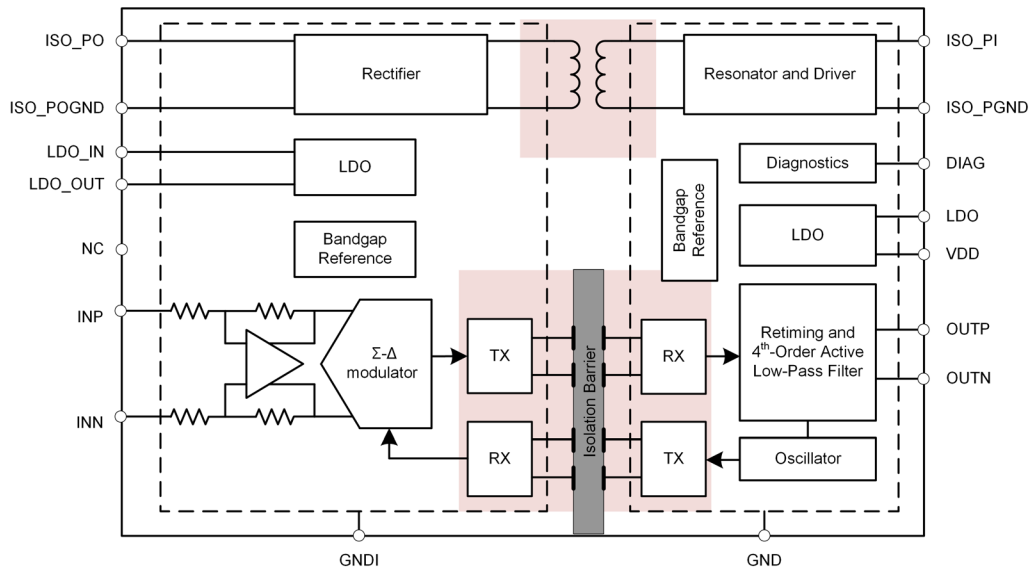 ISO_PO
Rectifier
Resonator and Driver
ISO_PI
ISO_POGND
ISO_PGND
LDO_IN
LDO
LDO_OUT
Diagnostics
DIAG
Bandgap
Reference
LDO
LDO
VDD
NC
Bandgap
Reference
INP
INN
Σ-Δ
modulator
TX
RX
Isolation Barrier
RX
TX
Retiming and
4th-Order Active
Low-Pass Filter
Oscillator
OUTP
OUTN
GNDI
GND